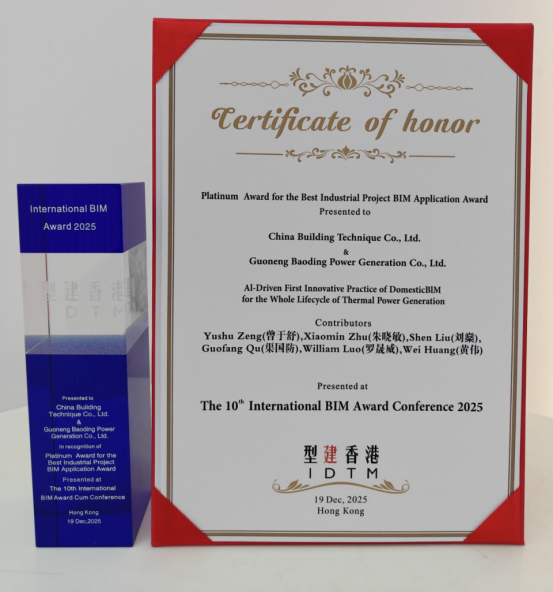 International BIM
Award 2025
型建香港
IDTM
Presented to
China Building
Technique Co., Ltd.
&
Guoneng Baoding Power
Generation Co., Ltd.
In recognition of
Platinum Award for the
Best Industrial Project
BIM Application Award
Presented at
The 10th International
BIM Award Cum Conference
Hong Kong
19 Dec,2025
Certificate of honor
Platinum Award for the Best Industrial Project BIM Application Award
Presented to
China Building Technique Co., Ltd.
&
Guoneng Baoding Power Generation Co., Ltd.
AI-Driven First Innovative Practice of DomesticBIM
for the Whole Lifecycle of Thermal Power Generation
Contributors
Yushu Zeng(曾于舒),Xiaomin Zhu(朱晓敏),Shen Liu(刘燊),
Guofang Qu(渠国防),William Luo(罗晟威),Wei Huang(黄伟)
Presented at
The 10th International BIM Award Conference 2025
型建香港
IDTM
19 Dec, 2025
Hong Kong